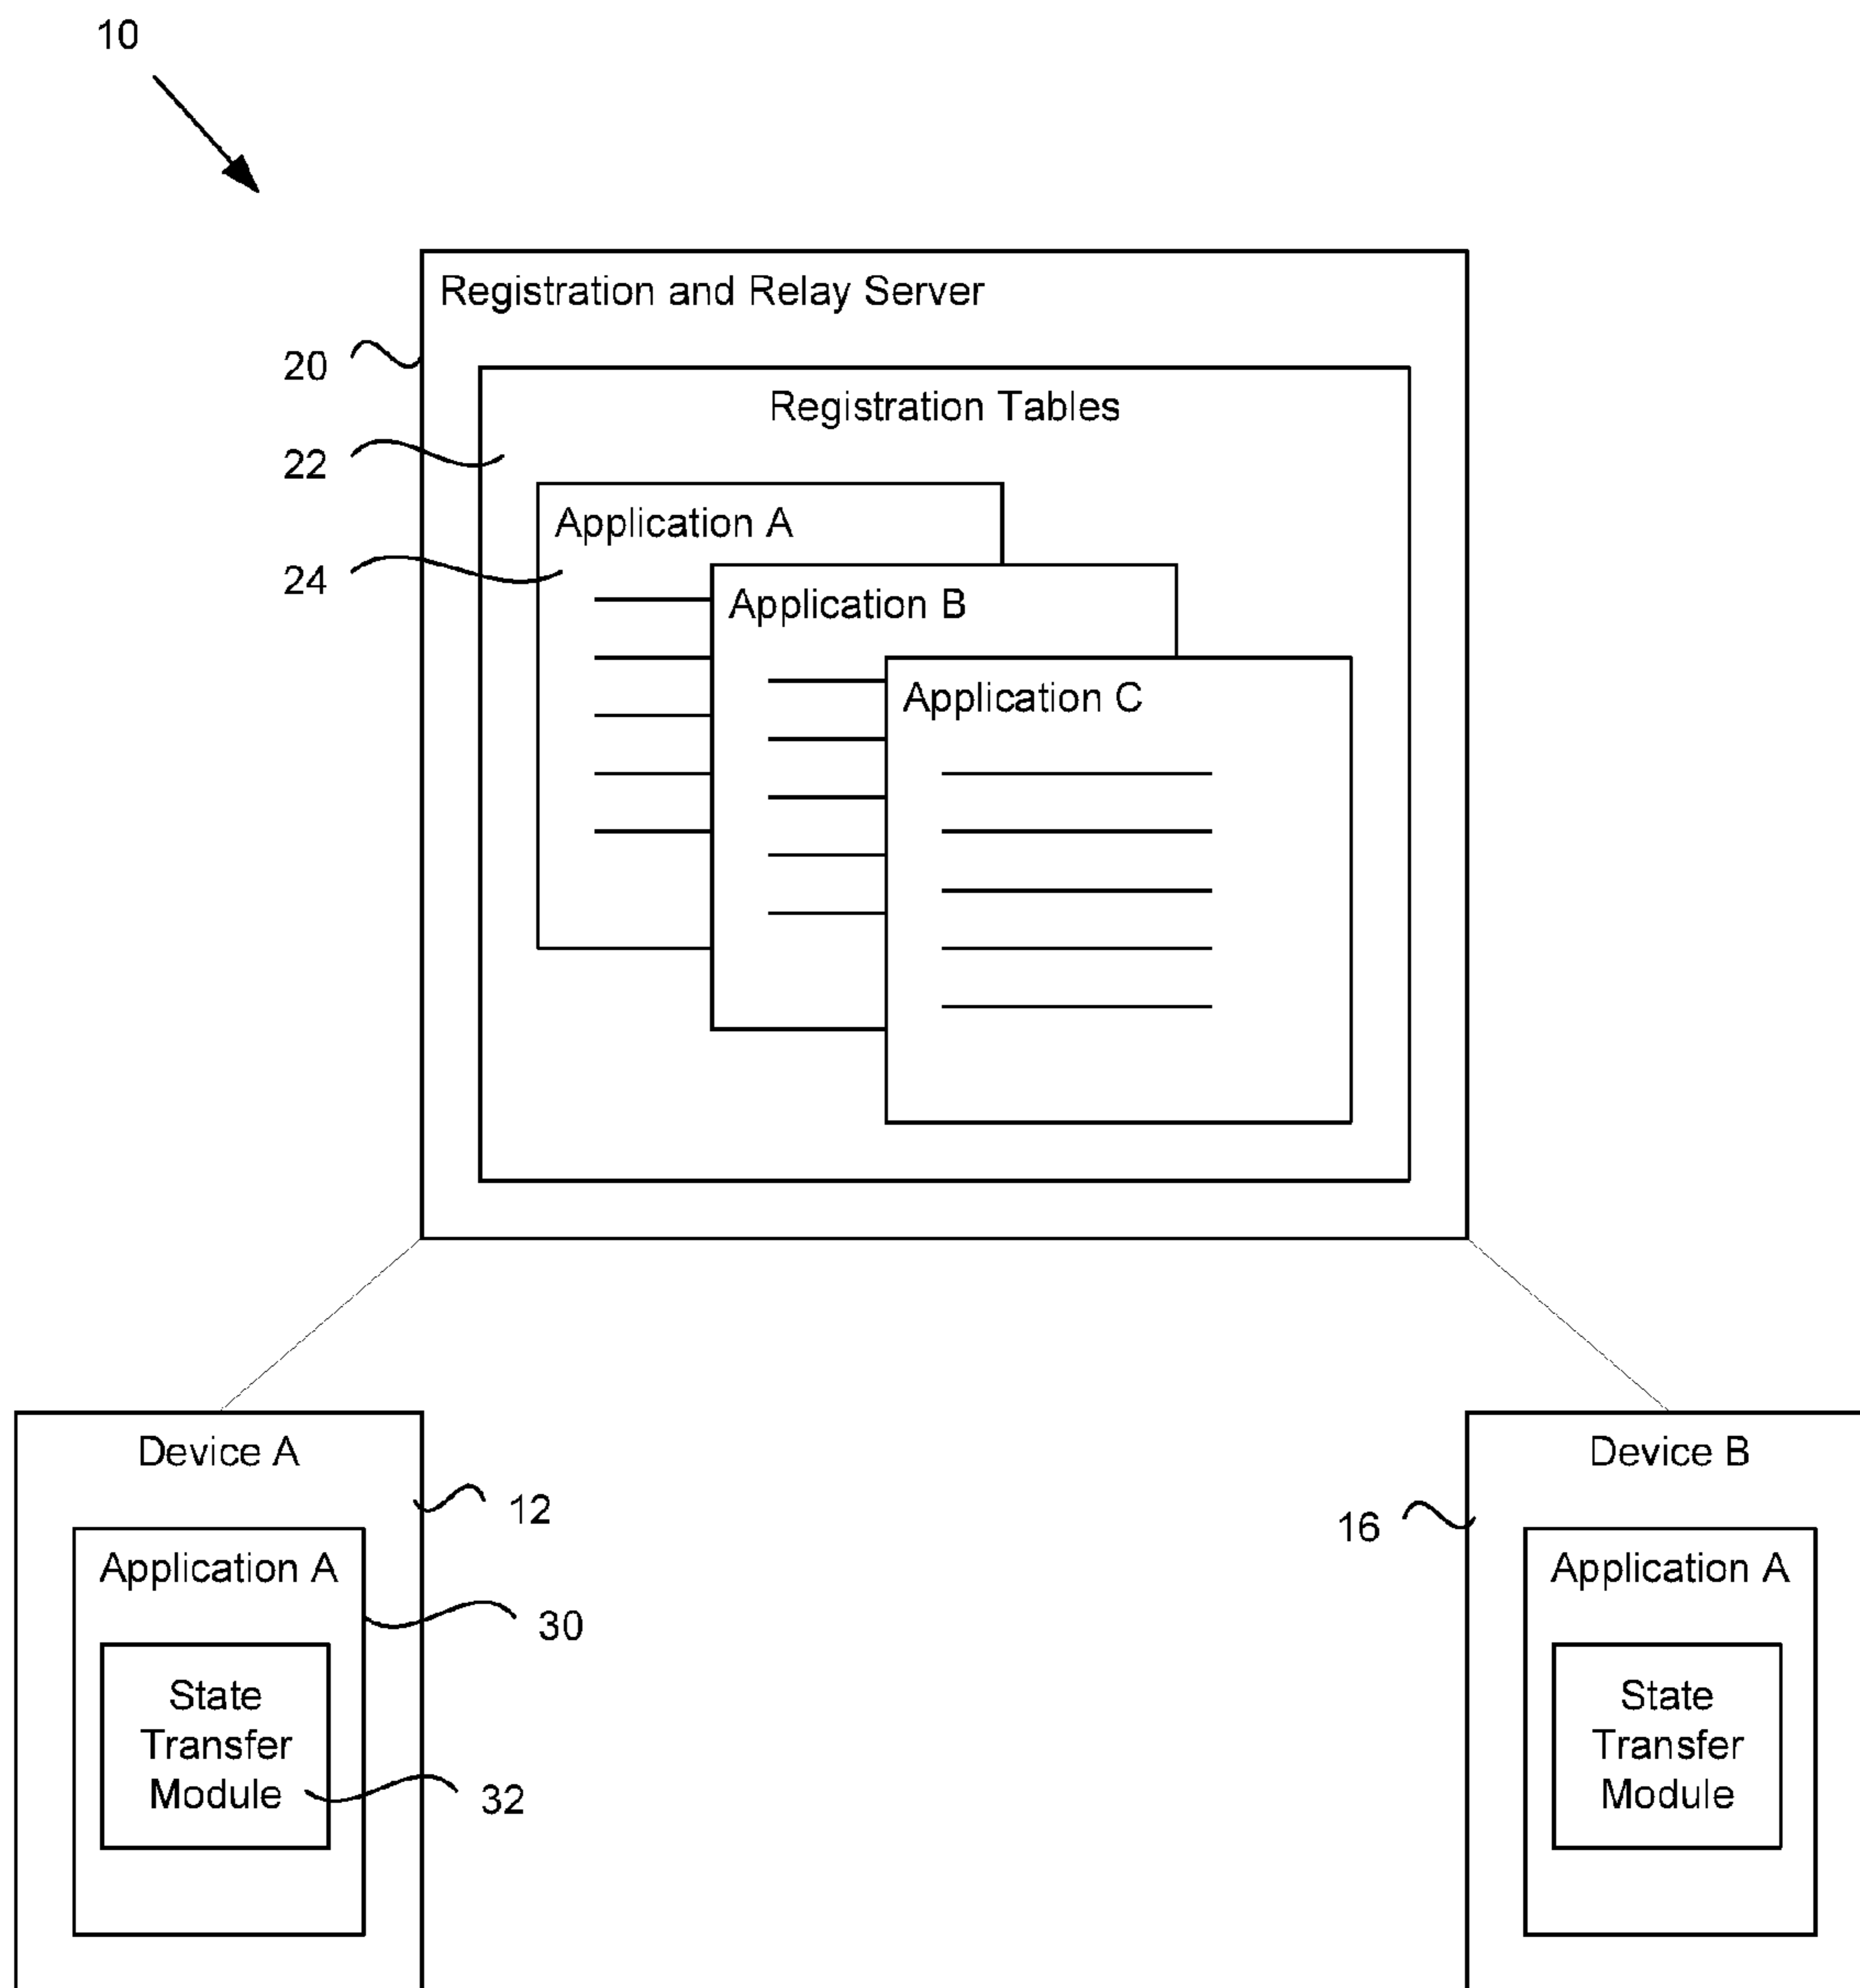 10
Registration and Relay Server
20
Registration Tables
22
Application A
24
Application B
Application C
Device A
12
Application A
30
State
Transfer
Module
32
Device B
16
Application A
State
Transfer
Module